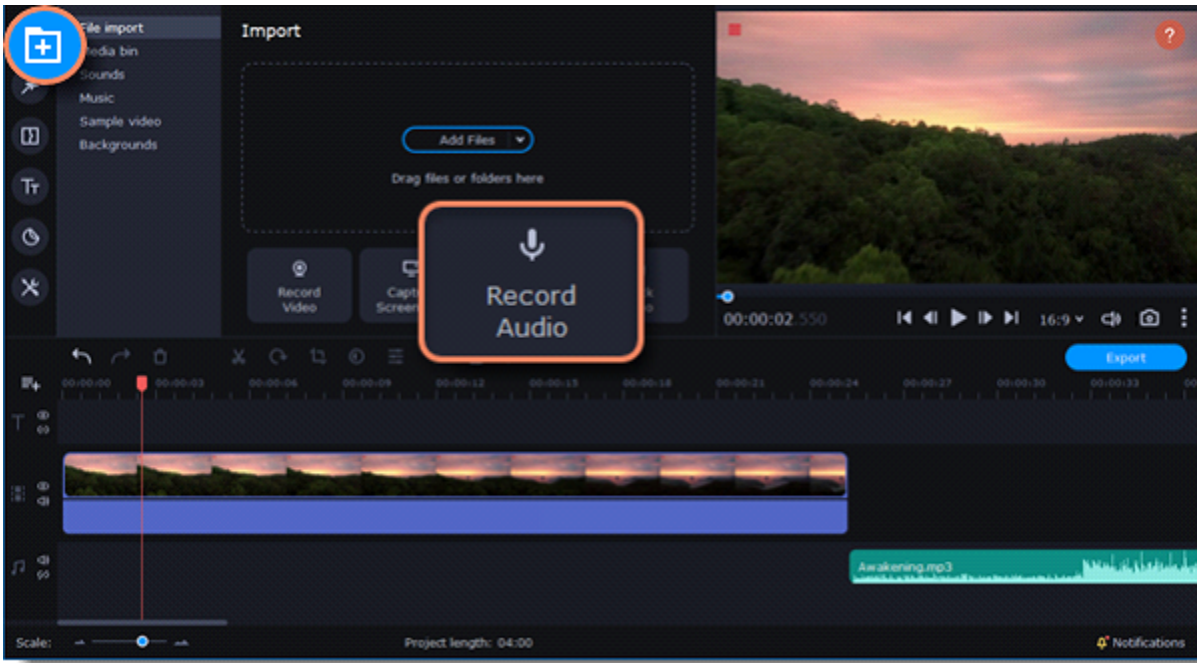 File import
Import
Media bin
Sounds
Music
Sample video
Backgrounds
Add Files
Drag files or folders here
Record
Video
Record
Audio
?
00:00:02.550
16:9
Export
00:00:00
00:00:03
00:00:06
00:00:09
00:00:12
00:00:15
00:00:18
00:00:21
00:00:24
00:00:27
00:00:30
00:00:33
Awakening.mp3
Scale:
Project length: 04:00
Notifications